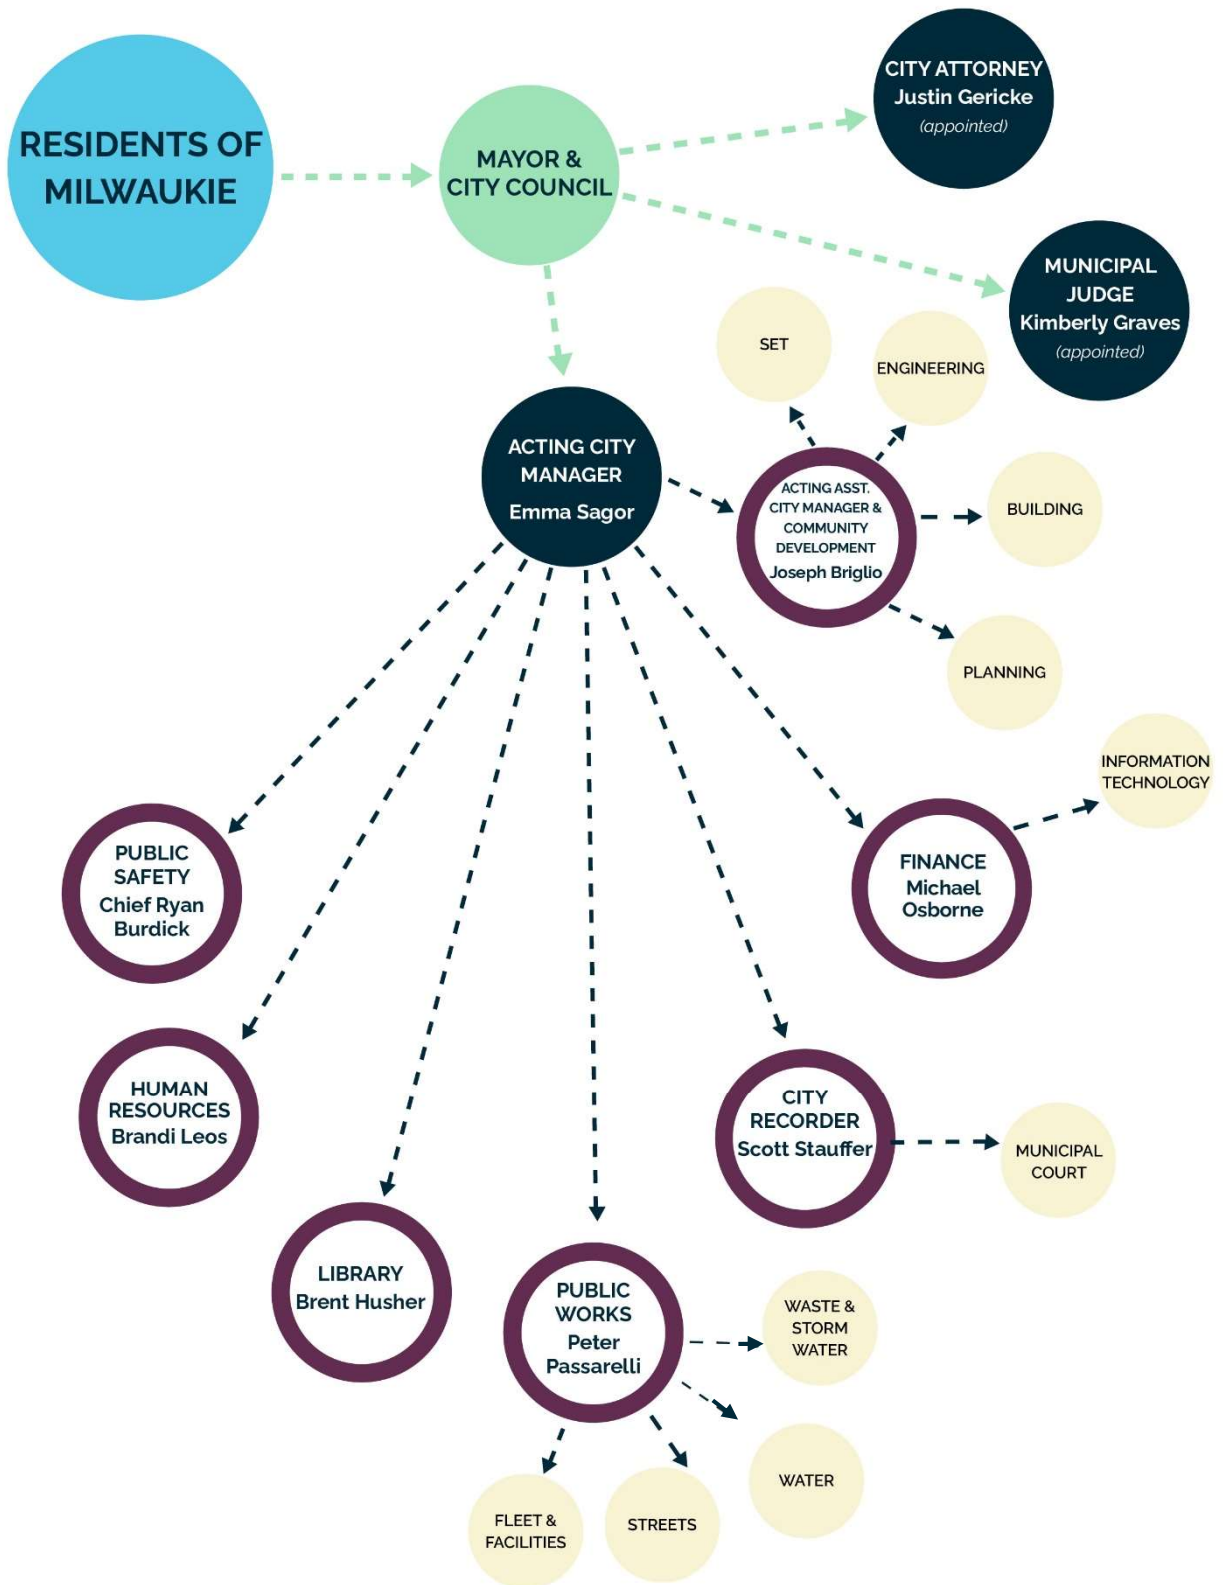 RESIDENTS OF
MILWAUKIE
MAYOR &
CITY COUNCIL
CITY ATTORNEY
Justin Gericke
(appointed)
MUNICIPAL
JUDGE
Kimberly Graves
(appointed)
ACTING CITY
MANAGER
Emma Sagor
SET
ENGINEERING
ACTING ASST.
CITY MANAGER &
COMMUNITY
DEVELOPMENT
Joseph Briglio
BUILDING
PLANNING
INFORMATION
TECHNOLOGY
FINANCE
Michael
Osborne
PUBLIC
SAFETY
Chief Ryan
Burdick
HUMAN
RESOURCES
Brandi Leos
CITY
RECORDER
Scott Stauffer
MUNICIPAL
COURT
LIBRARY
Brent Husher
PUBLIC
WORKS
Peter
Passarelli
WASTE &
STORM
WATER
WATER
STREETS
FLEET &
FACILITIES